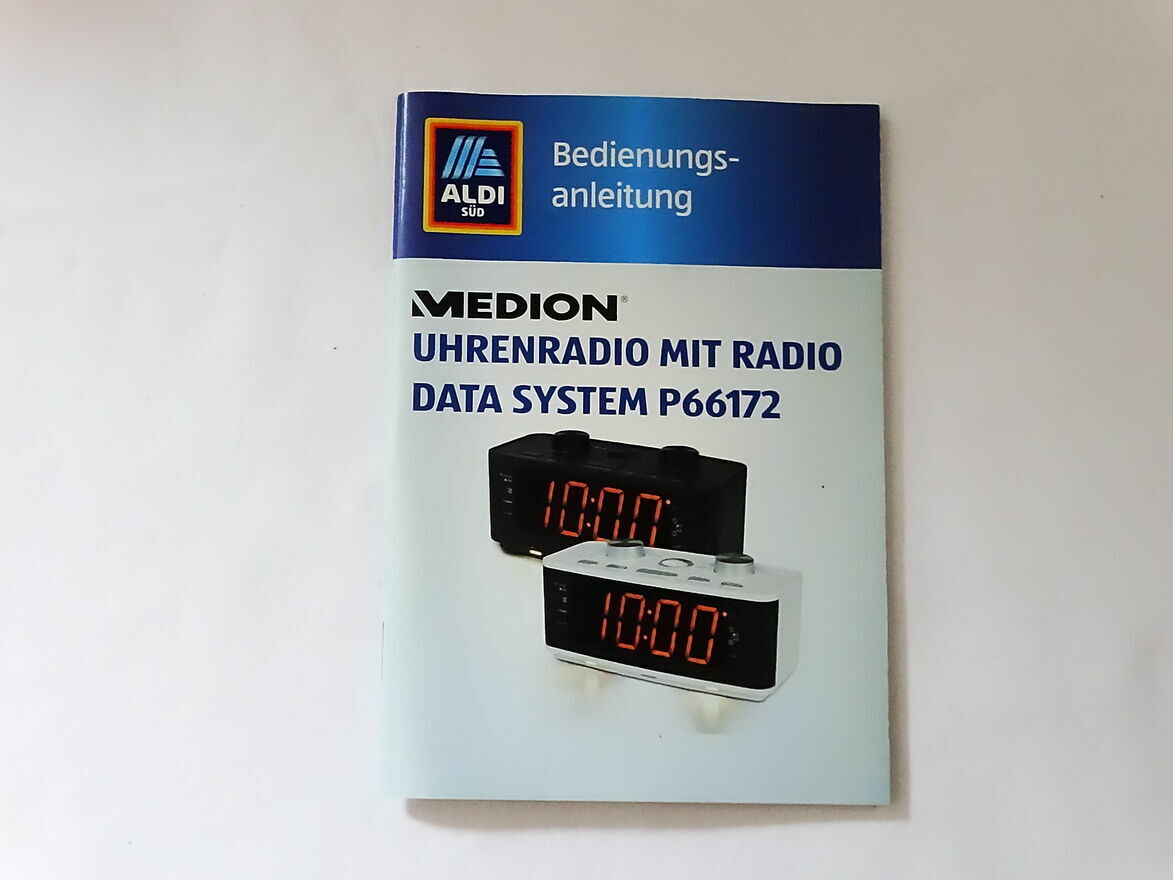 ALDI
SÜD
Bedienungs-
anleitung
MEDION®
UHRENRADIO MIT RADIO
DATA SYSTEM P66172
10:00
10:00